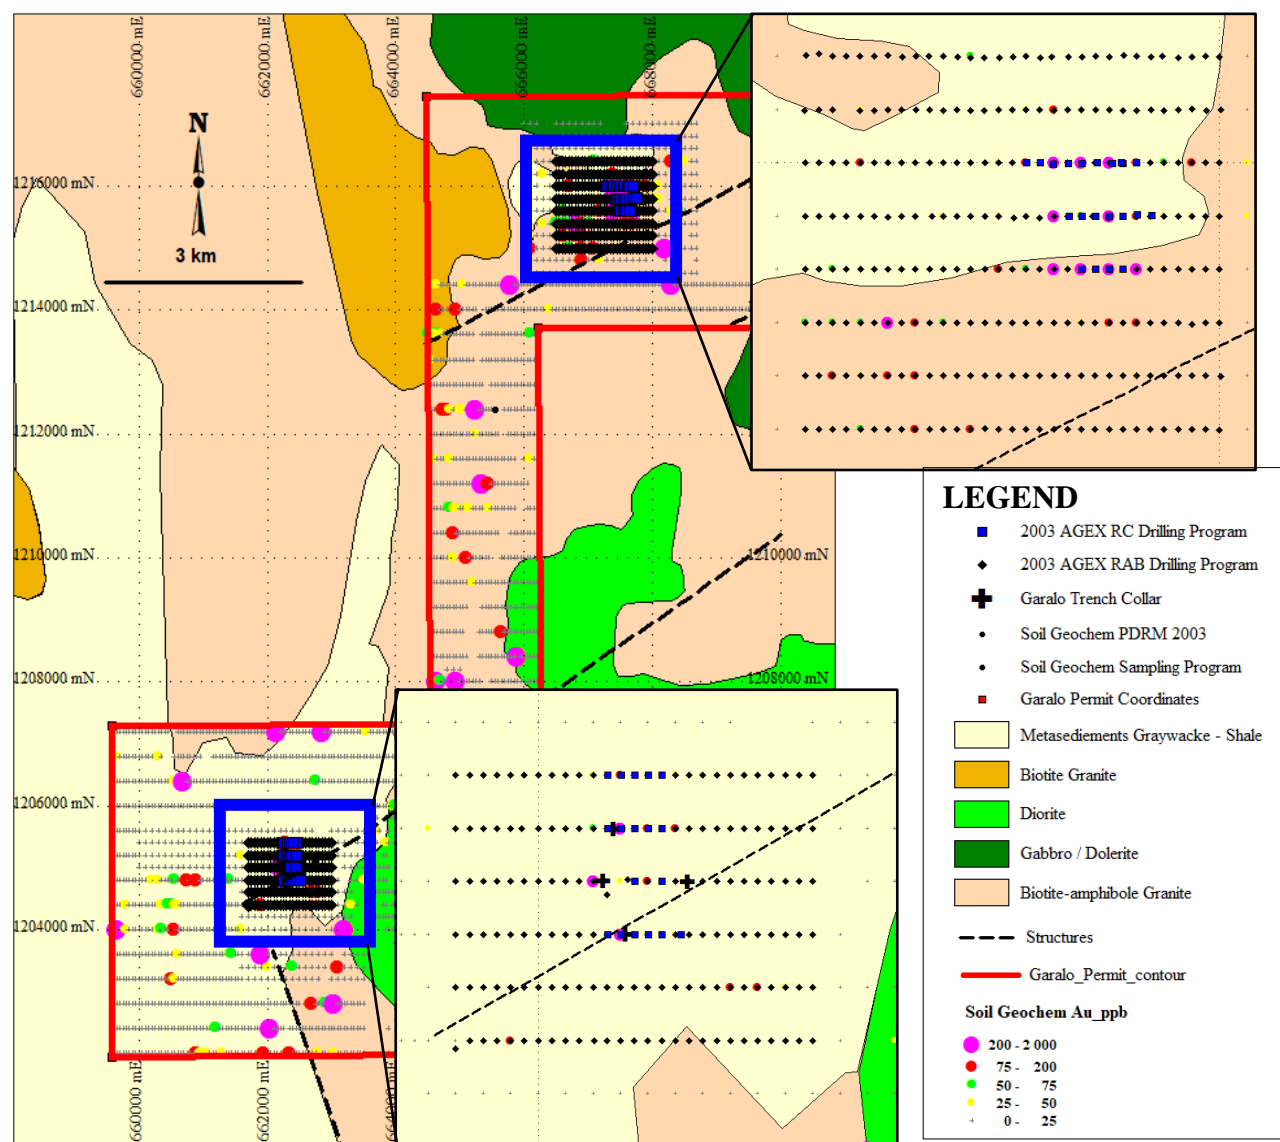 660000 mE
662000 mE
664000 mE
666000 mE
668000 mE
N
3 km
1216000 mN
1214000 mN
1212000 mN
1210000 mN
1210000 mN
1208000 mN
1208000 mN
1206000 mN
1204000 mN
660000 mE
662000 mE
664000 mE
LEGEND
2003 AGEX RC Drilling Program
2003 AGEX RAB Drilling Program
Garalo Trench Collar
Soil Geochem PDRM 2003
Soil Geochem Sampling Program
Garalo Permit Coordinates
Metasediements Graywacke - Shale
Biotite Granite
Diorite
Gabbro / Dolerite
Biotite-amphibole Granite
Structures
Garalo_Permit_contour
Soil Geochem Au_ppb
200 - 2 000
75 - 200
50 - 75
25 - 50
0 - 25